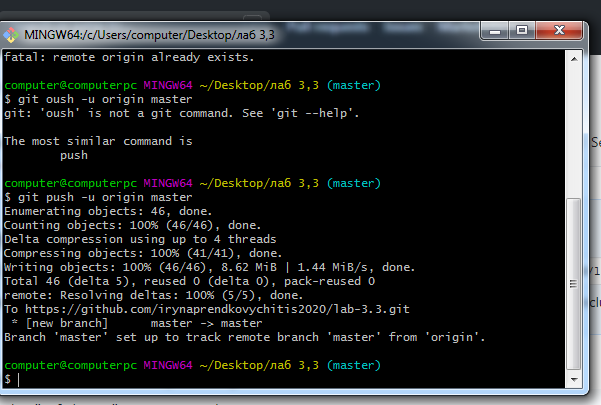 Pull requests Issues
MINGW64:/c/Users/computer/Desktop/лаб 3,3
fatal: remote origin already exists.
computer@computerpc MINGW64 ~/Desktop/лаб 3,3 (master)
$ git oush -u origin master
git: 'oush' is not a git command. See 'git --help'.
The most similar command is
push
computer@computerpc MINGW64 ~/Desktop/лаб 3,3 (master)
$ git push -u origin master
Enumerating objects: 46, done.
Counting objects: 100% (46/46), done.
Delta compression using up to 4 threads
Compressing objects: 100% (41/41), done.
Writing objects: 100% (46/46), 8.62 MiB | 1.44 MiB/s, done.
Total 46 (delta 5), reused 0 (delta 0), pack-reused 0
remote: Resolving deltas: 100% (5/5), done.
To https://github.com/irynaprendkovychitis2020/lab-3.3.git
* [new branch] master -> master
Branch 'master' set up to track remote branch 'master' from 'origin'.
computer@computerpc MINGW64 ~/Desktop/лаб 3,3 (master)
$